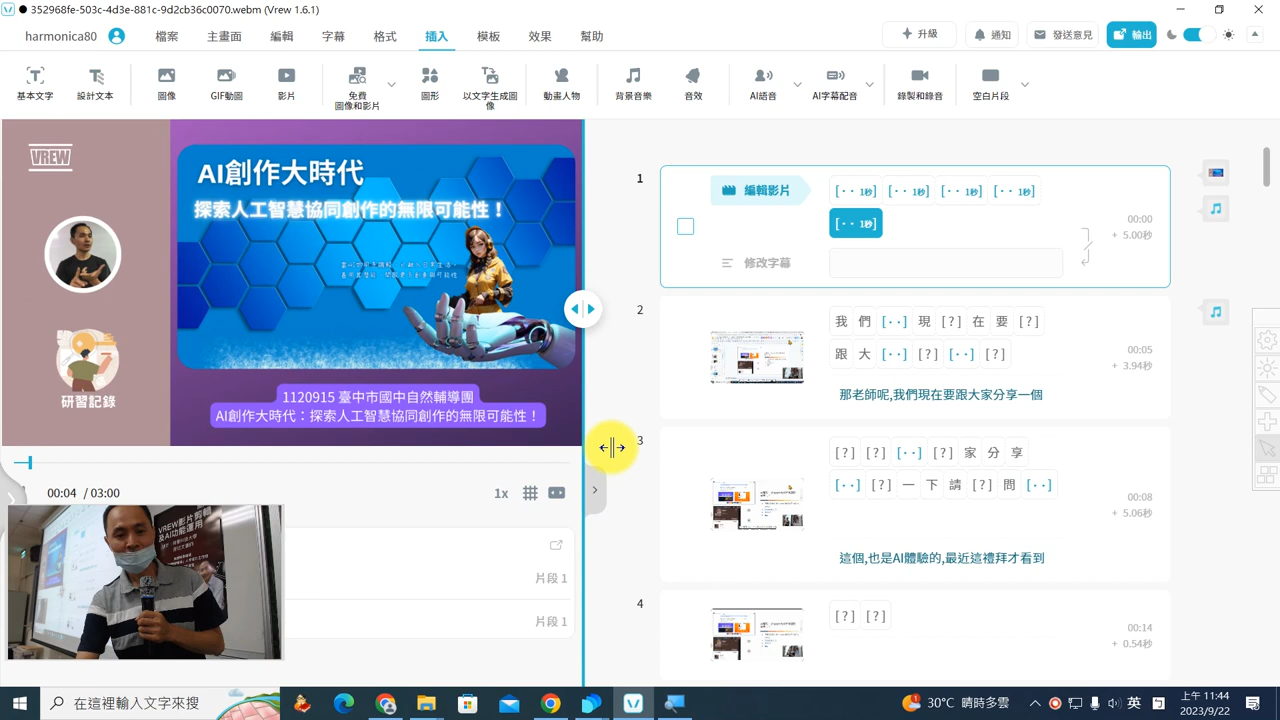 352968fe-503c-4d3e-881c-9d2cb36c0070.webm (Vrew 1.6.1)
harmonica80
檔案
主畫面
編輯
字幕
格式
插入
模板
效果
幫助
升級
通知
發送意見
輸出
基本文字
設計文本
圖像
GIF動圖
影片
免費
圖像和影片
圖形
以文字生成圖
像
動畫人物
背景音樂
音效
AI語音
AI字幕配音
錄製和錄音
空白片段
VREW
研習記錄
AI創作大時代
探索人工智慧協同創作的無限可能性！
1120915 臺中市國中自然輔導團
AI創作大時代：探索人工智慧協同創作的無限可能性！
0:04 / 03:00
1x
片段 1
片段 1
VREW影片剪
及AI功能運用
1
編輯影片
[·· 1秒] [·· 1秒] [·· 1秒] [·· 1秒]
[·· 1秒]
00:00
+ 5.00秒
修改字幕
2
我 們 [··] 現 [?] 在 要 [?]
跟 大 [··] [?] [··] [?]
00:05
+ 3.94秒
那老師呢,我們現在要跟大家分享一個
3
[?] [?] [··] [?] 家 分 享
[··] [?] 一 下 請 [?] 問 [··]
00:08
+ 5.06秒
這個,也是AI體驗的,最近這禮拜才看到
4
[?] [?]
00:14
+ 0.54秒
在這裡輸入文字來搜
30°C 晴時多雲
英
上午 11:44
2023/9/22